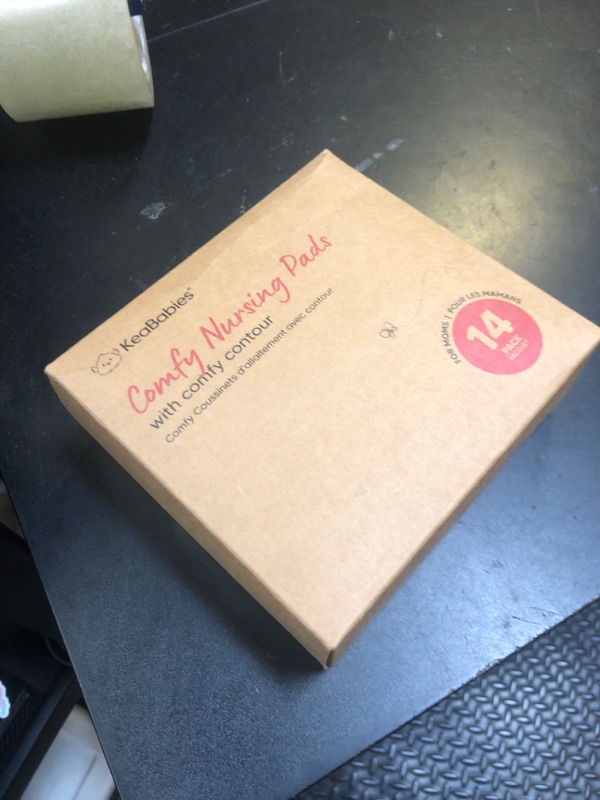 KeaBabies®
Comfy Nursing Pads
with comfy contour
Comfy Coussinets d'allaitement avec contour
FOR MOMS | POUR LES MAMANS
14
PACK
PAQUET